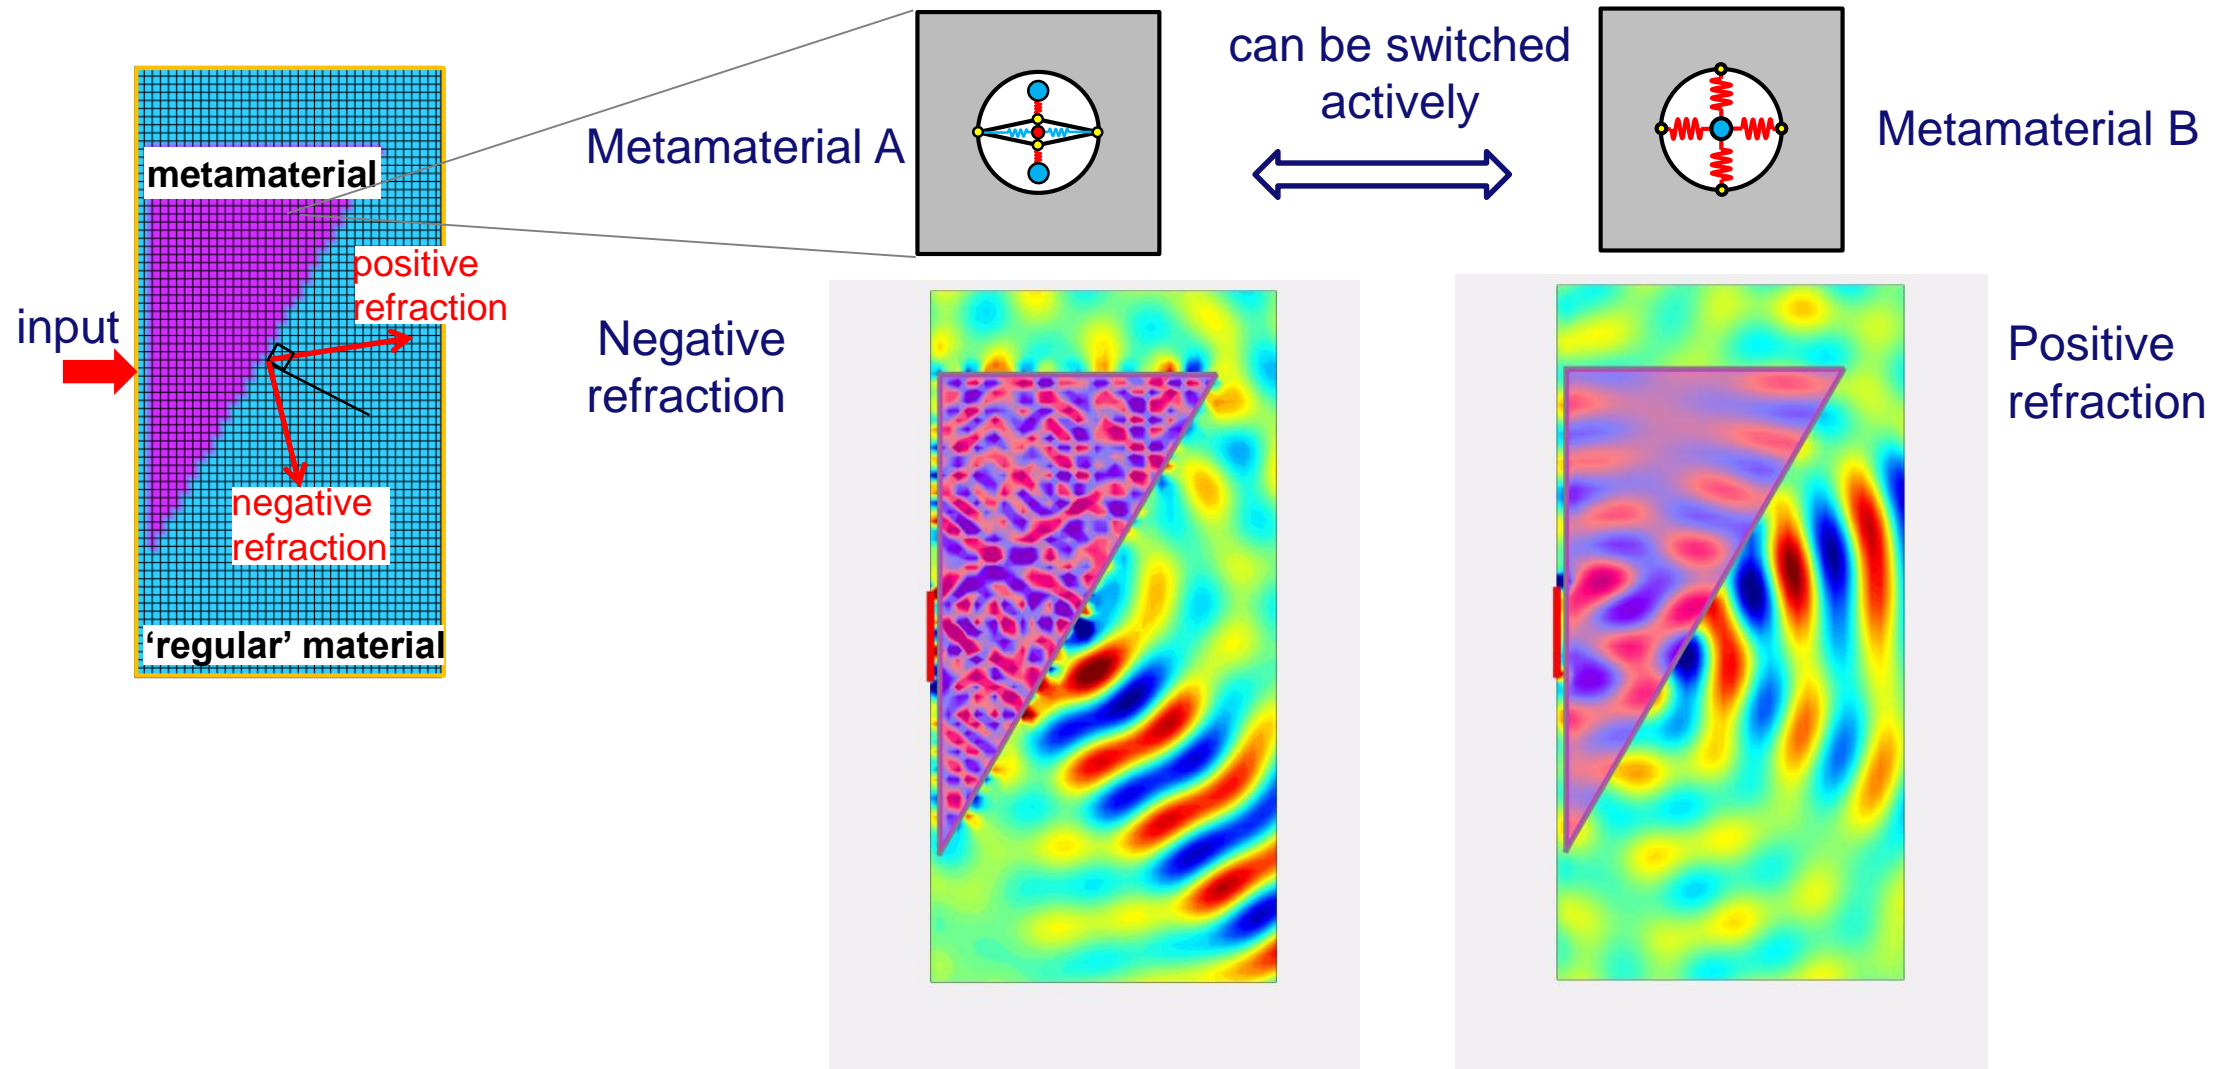 metamaterial
positive
refraction
input
negative
refraction
‘regular’ material
Metamaterial A
can be switched
actively
Metamaterial B
Negative
refraction
Positive
refraction